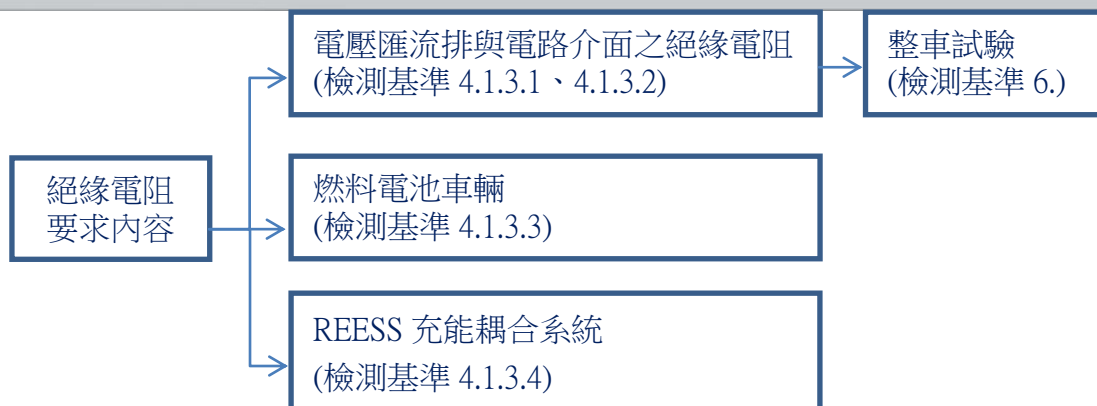 絕緣電阻
要求內容
電壓匯流排與電路介面之絕緣電阻
(檢測基準 4.1.3.1、4.1.3.2)
整車試驗
(檢測基準 6.)
燃料電池車輛
(檢測基準 4.1.3.3)
REESS 充能耦合系統
(檢測基準 4.1.3.4)